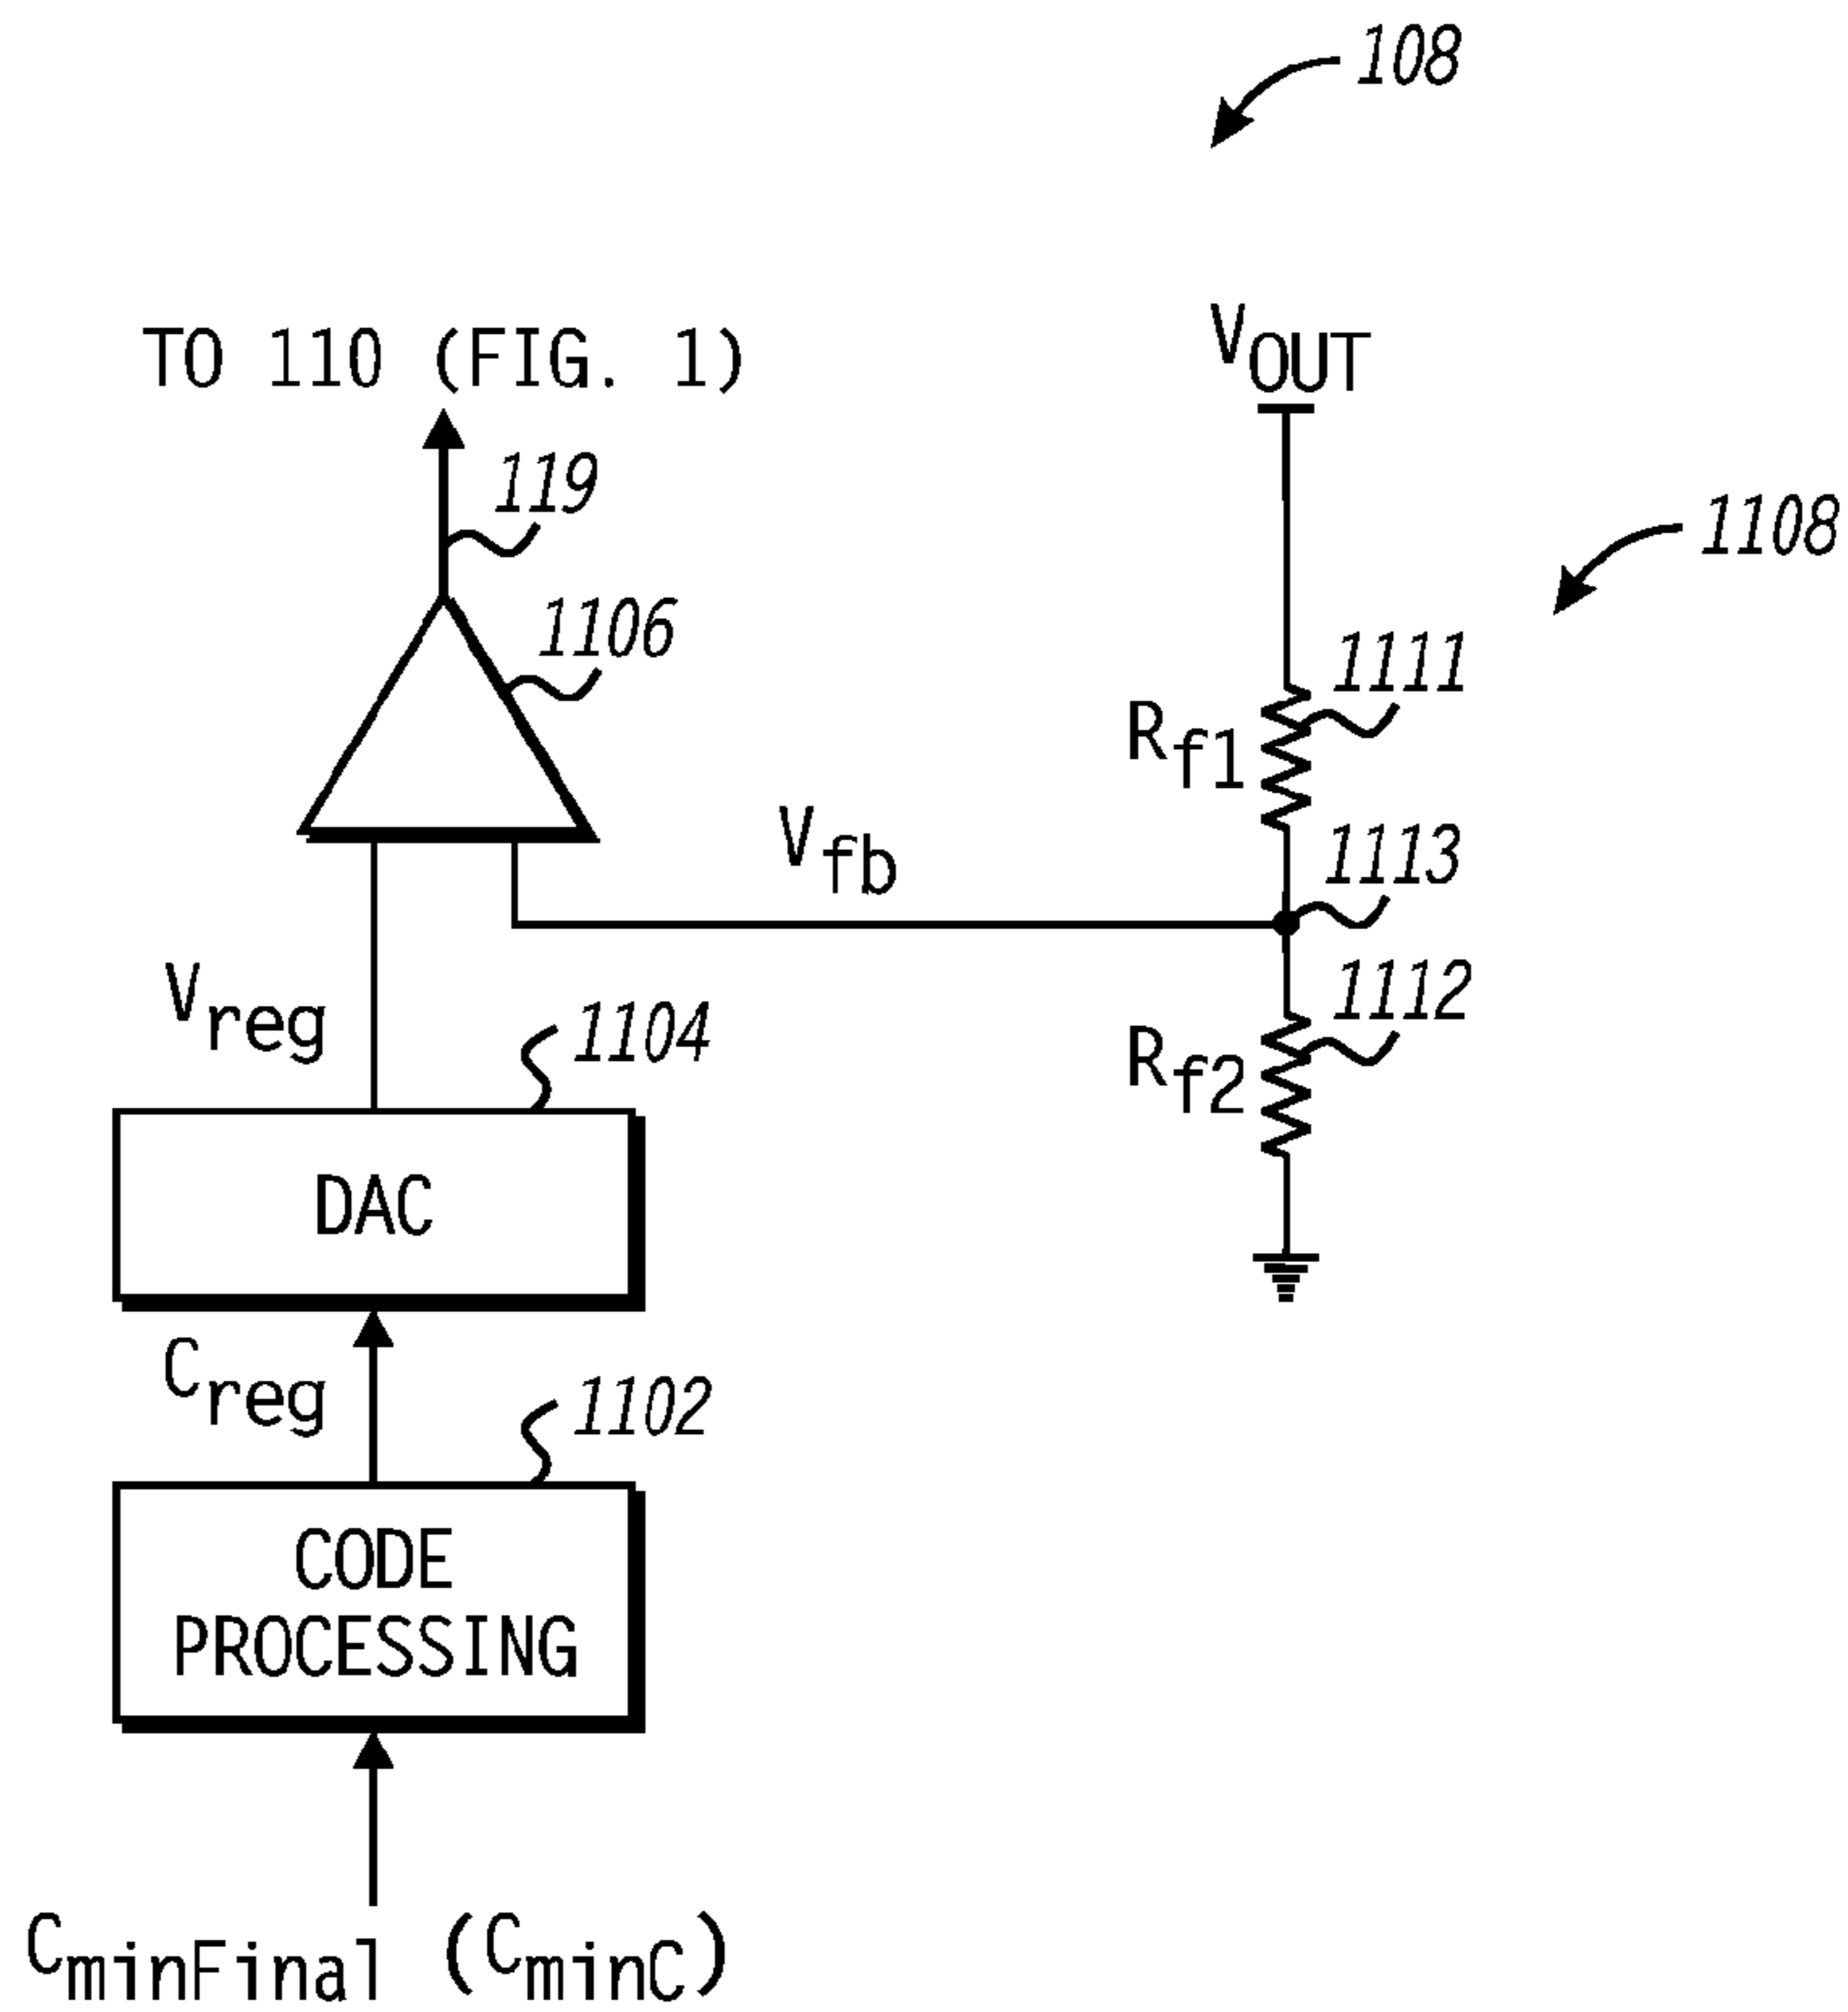 108
TO 110 (FIG. 1)
VOUT
119
1108
1106
1111
Rf1
Vfb
1113
Vreg
1104
1112
Rf2
DAC
Creg
1102
CODE
PROCESSING
CminFinal (CminC)